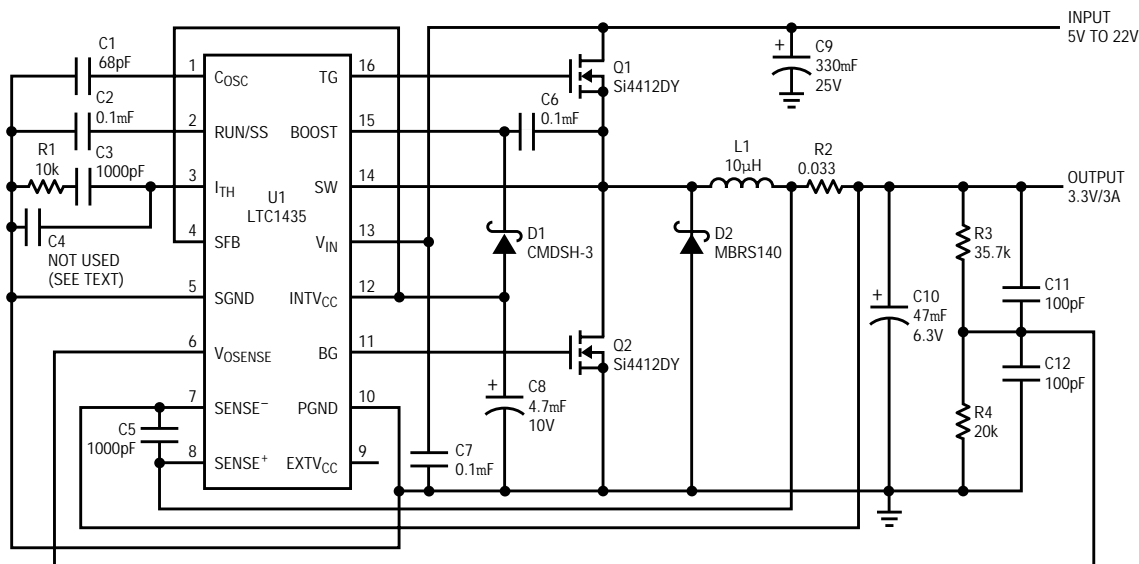 INPUT
5V TO 22V
C1
68pF
C2
0.1mF
R1
10k
C3
1000pF
C4
NOT USED
(SEE TEXT)
C5
1000pF
1
COSC
2
RUN/SS
3
ITH
4
SFB
5
SGND
6
VOSENSE
7
SENSE−
8
SENSE+
U1
LTC1435
16
TG
15
BOOST
14
SW
13
VIN
12
INTVCC
11
BG
10
PGND
9
EXTVCC
Q1
Si4412DY
+
C9
330mF
25V
C6
0.1mF
L1
10µH
R2
0.033
OUTPUT
3.3V/3A
D1
CMDSH-3
D2
MBRS140
R3
35.7k
+
C10
47mF
6.3V
C11
100pF
Q2
Si4412DY
+
C8
4.7mF
10V
C12
100pF
R4
20k
C7
0.1mF